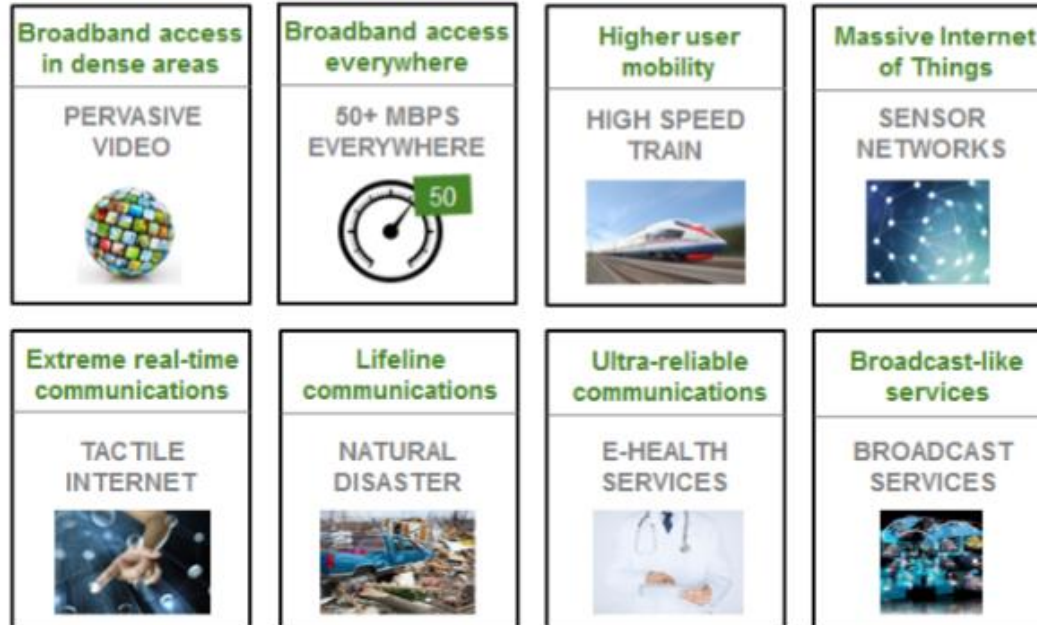 Broadband access
in dense areas
PERVASIVE
VIDEO
Broadband access
everywhere
50+ MBPS
EVERYWHERE
50
Higher user
mobility
HIGH SPEED
TRAIN
Massive Internet
of Things
SENSOR
NETWORKS
Extreme real-time
communications
TACTILE
INTERNET
Lifeline
communications
NATURAL
DISASTER
Ultra-reliable
communications
E-HEALTH
SERVICES
Broadcast-like
services
BROADCAST
SERVICES